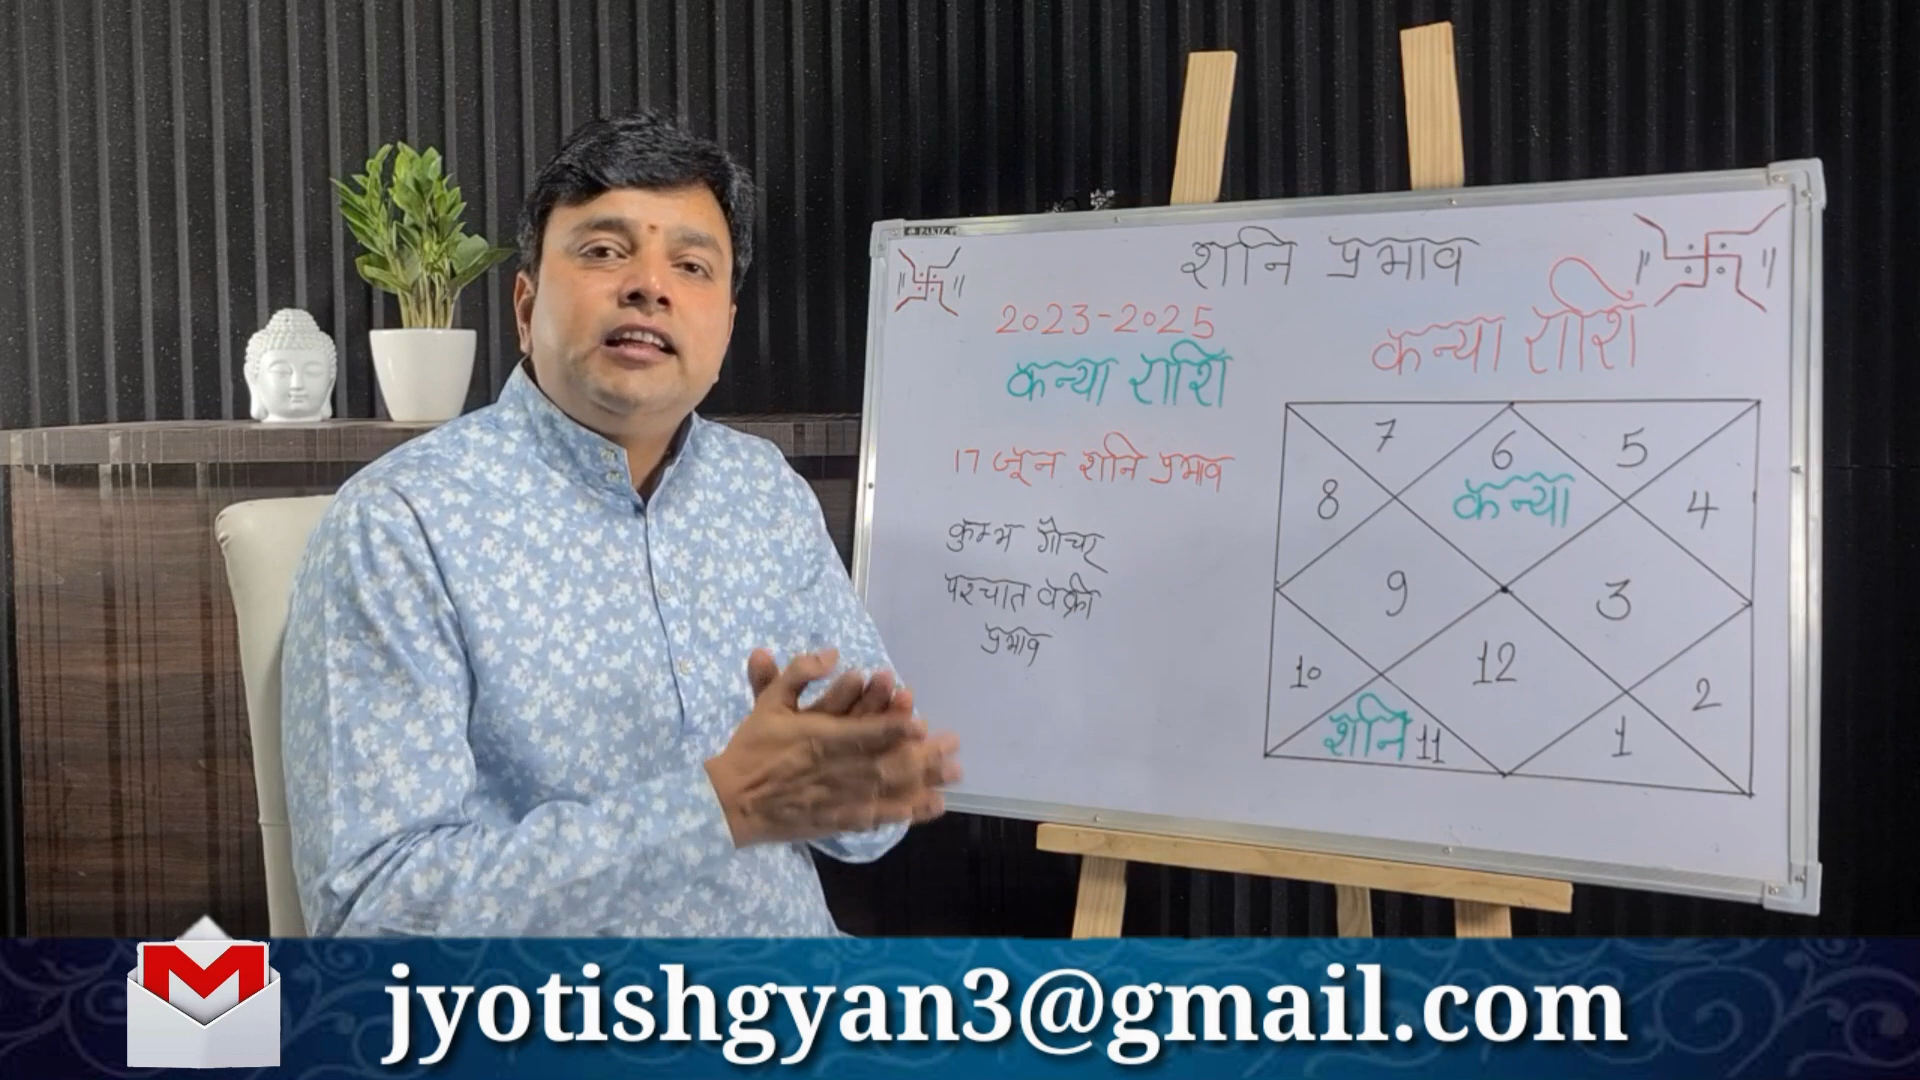 शनि प्रभाव
2023-2025
कन्या राशि
कन्या राशि
17 जून शनि प्रभाव
कुम्भ गोचर
पश्चात वक्री
प्रभाव
7
6
5
8
कन्या
4
9
3
10
12
2
शनि 11
1
jyotishgyan3@gmail.com